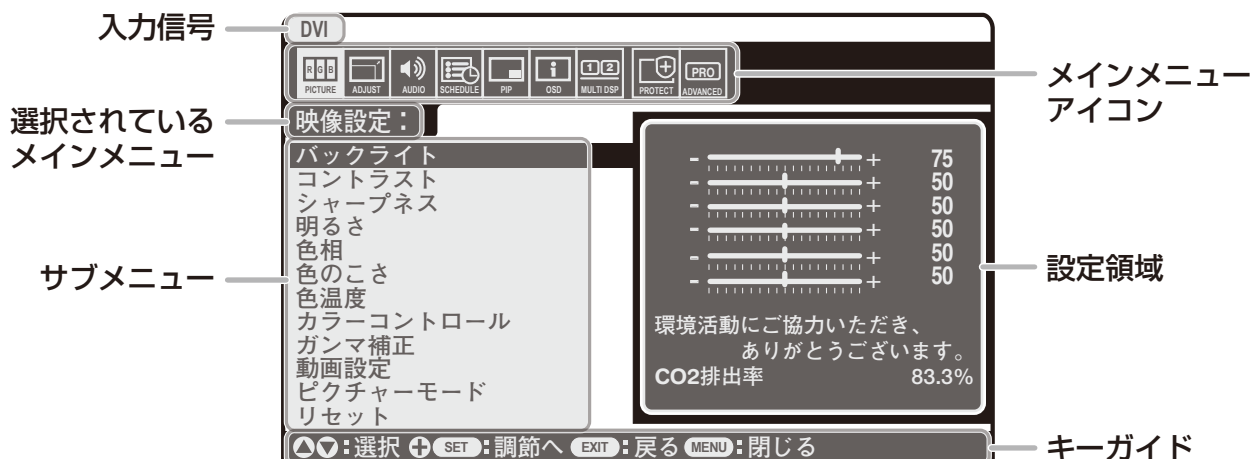 入力信号
DVI
PICTURE ADJUST AUDIO SCHEDULE PIP OSD MULTI DSP PROTECT ADVANCED
R G B
1 2
PRO
メインメニュー
アイコン
選択されている
メインメニュー
映像設定：
サブメニュー
バックライト
コントラスト
シャープネス
明るさ
色相
色のこさ
色温度
カラーコントロール
ガンマ補正
動画設定
ピクチャーモード
リセット
- + 75
- + 50
- + 50
- + 50
- + 50
- + 50
環境活動にご協力いただき、
ありがとうございます。
CO2排出率 83.3%
設定領域
：選択 SET：調節へ EXIT：戻る MENU：閉じる
キーガイド